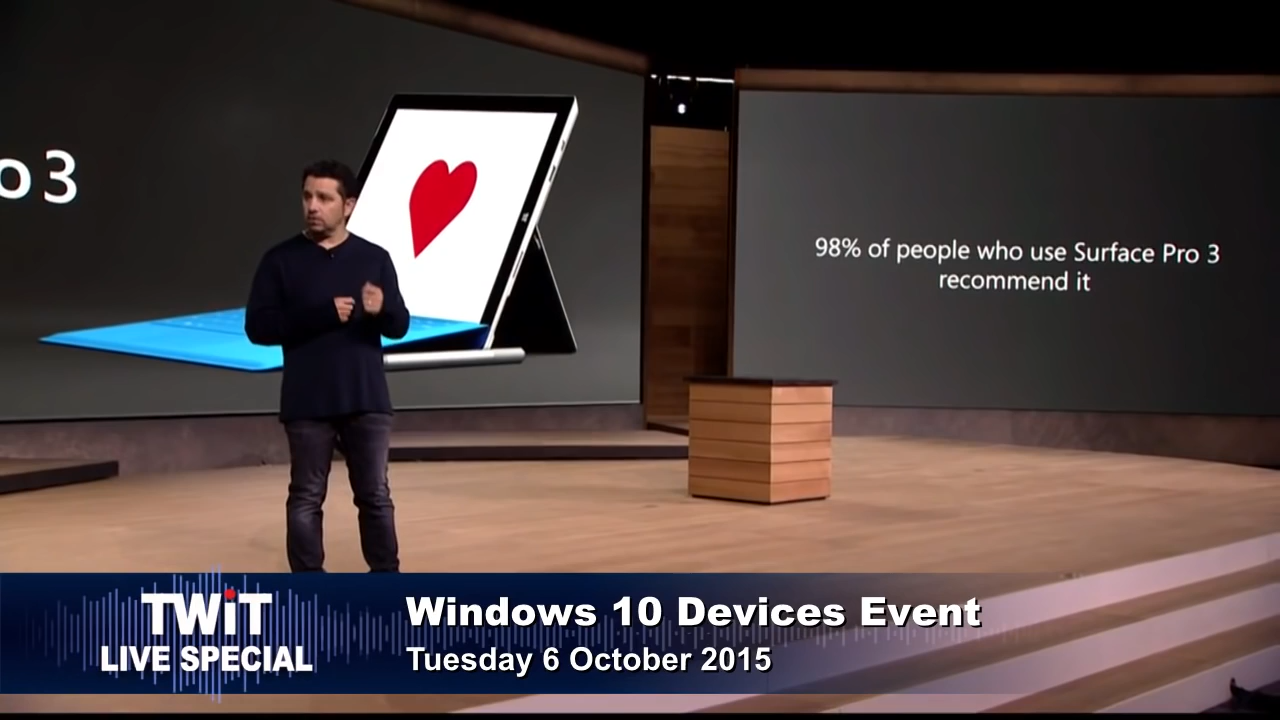 o 3
98% of people who use Surface Pro 3
recommend it
TWiT
LIVE SPECIAL
Windows 10 Devices Event
Tuesday 6 October 2015